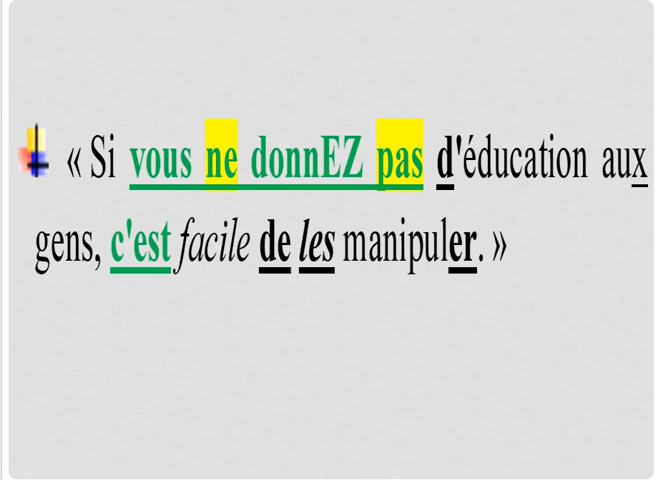 « Si vous ne donnEZ pas d'éducation aux
gens, c'est facile de les manipuler. »